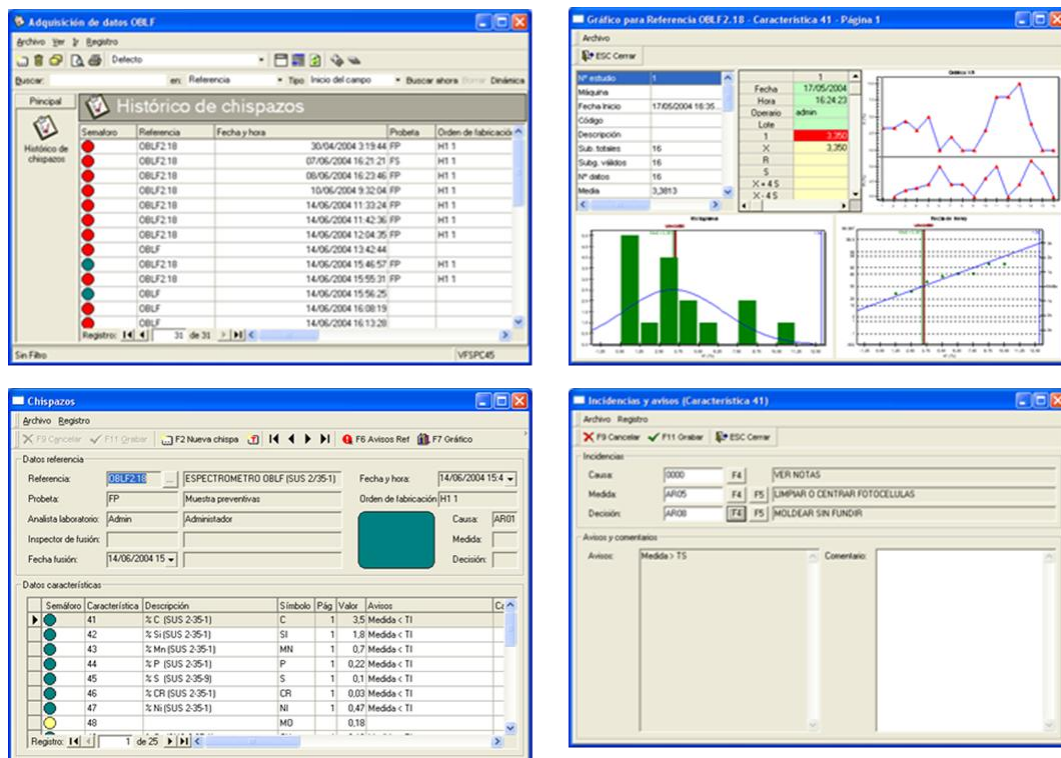 Adquisición de datos OBLF
Archivo Ver Ir Registro
Defecto
Buscar: en: Referencia Tipo Inicio del campo Buscar ahora Borrar Dinámica
Principal
Histórico de chispazos
Histórico de chispazos
Semaforo Referencia Fecha y hora Probeta Orden de fabricación
OBLF2.18 30/04/2004 3:19:44 FP H1 1
OBLF2.18 07/06/2004 16:21:21 FS H1 1
OBLF2.18 08/06/2004 16:23:46 FP H1 1
OBLF2.18 10/06/2004 9:32:04 FP H1 1
OBLF2.18 14/06/2004 11:33:24 FP H1 1
OBLF2.18 14/06/2004 11:42:36 FP H1 1
OBLF2.18 14/06/2004 12:04:35 FP H1 1
OBLF 14/06/2004 13:42:44
OBLF2.18 14/06/2004 15:46:57 FP H1 1
OBLF2.18 14/06/2004 15:55:31 FP H1 1
OBLF 14/06/2004 15:56:25
OBLF 14/06/2004 16:08:19
OBLF 14/06/2004 16:13:28
Registro: 31 de 31
Sin Filtro VFSPC45
Gráfico para Referencia OBLF2.18 - Característica 41 - Página 1
Archivo
ESC Cerrar
Nº estudio 1
Máquina
Fecha Inicio 17/05/2004 16:35...
Código
Descripción
Sub. totales 16
Subg. válidos 16
Nº datos 16
Media 3,3813
1
Fecha 17/05/2004
Hora 16:24:23
Operario admin
Lote
1 3,350
X 3,350
R
S
X + 4 S
X - 4 S
Chispazos
Archivo Registro
F9 Cancelar F11 Grabar F2 Nueva chispa F6 Avisos Ref F7 Gráfico
Datos referencia
Referencia: OBLF2.18 ... ESPECTROMETRO OBLF (SUS 2/35-1) Fecha y hora: 14/06/2004 15:4
Probeta: FP Muestra preventivas Orden de fabricación H1 1
Analista laboratorio: Admin Administador Causa: AR01
Inspector de fusión: Medida:
Fecha fusión: 14/06/2004 15 Decisión:
Datos características
Semáforo Característica Descripción Símbolo Pág Valor Avisos
41 % C (SUS 2-35-1) C 1 3,5 Medida < TI
42 % Si (SUS 2-35-1) SI 1 1,8 Medida < TI
43 % Mn (SUS 2-35-1) MN 1 0,7 Medida < TI
44 % P (SUS 2-35-1) P 1 0,22 Medida < TI
45 % S (SUS 2-35-9) S 1 0,1 Medida < TI
46 % CR (SUS 2-35-1) CR 1 0,03 Medida < TI
47 % Ni (SUS 2-35-1) NI 1 0,47 Medida < TI
48 MO 0,18
Registro: 1 de 25
Incidencias y avisos (Característica 41)
Archivo Registro
F9 Cancelar F11 Grabar ESC Cerrar
Incidencias
Causa: 0000 F4 VER NOTAS
Medida: AR05 F4 F5 LIMPIAR O CENTRAR FOTOCELULAS
Decisión: AR08 F4 F5 MOLDEAR SIN FUNDIR
Avisos y comentarios
Avisos: Medida > TS Comentario: